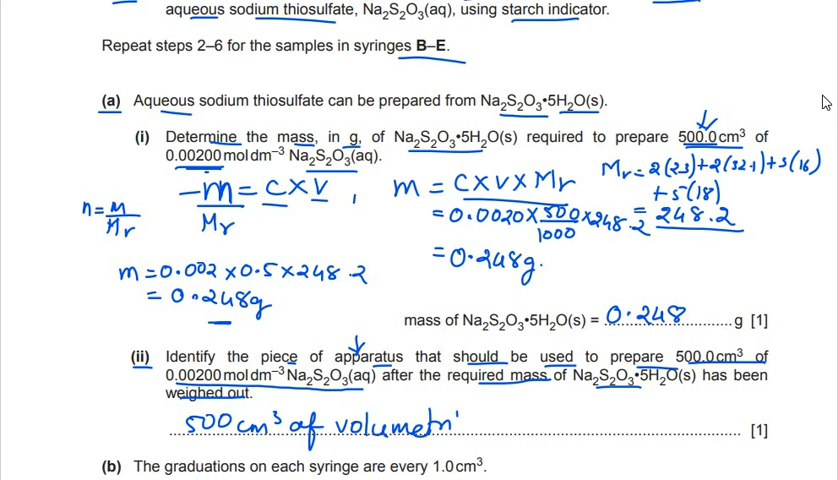 aqueous sodium thiosulfate, Na₂S₂O₃(aq), using starch indicator.
Repeat steps 2–6 for the samples in syringes B–E.
(a) Aqueous sodium thiosulfate can be prepared from Na₂S₂O₃•5H₂O(s).
(i) Determine the mass, in g, of Na₂S₂O₃•5H₂O(s) required to prepare 500.0 cm³ of
0.00200 mol dm⁻³ Na₂S₂O₃(aq).
Mr = 2(23)+2(32.1)+3(16)
+ 5(18)
= 248.2
n = m/Mr
m/Mr = c × v ,
m = c × v × Mr
= 0.0020 × 500/1000 × 248.2
= 0.248g.
m = 0.002 × 0.5 × 248.2
= 0.248g
mass of Na₂S₂O₃•5H₂O(s) = 0.248 g [1]
(ii) Identify the piece of apparatus that should be used to prepare 500.0 cm³ of
0.00200 mol dm⁻³ Na₂S₂O₃(aq) after the required mass of Na₂S₂O₃•5H₂O(s) has been
weighed out.
500 cm³ of volumetri [1]
(b) The graduations on each syringe are every 1.0 cm³.